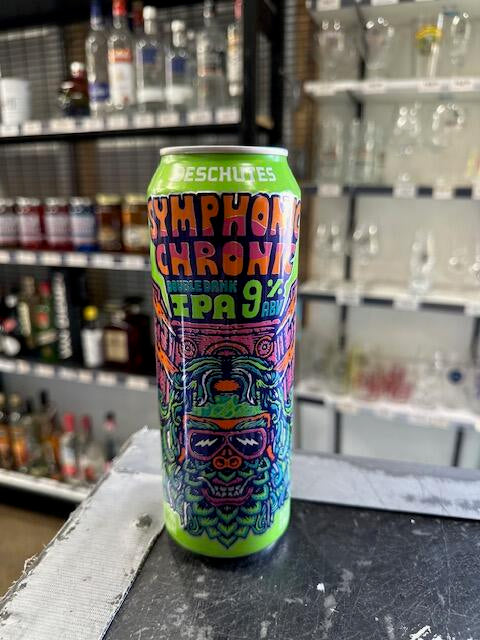 DESCHUTES
SYMPHONIC
CHRONIC
DOUBLE DANK
IPA 9%
ABV